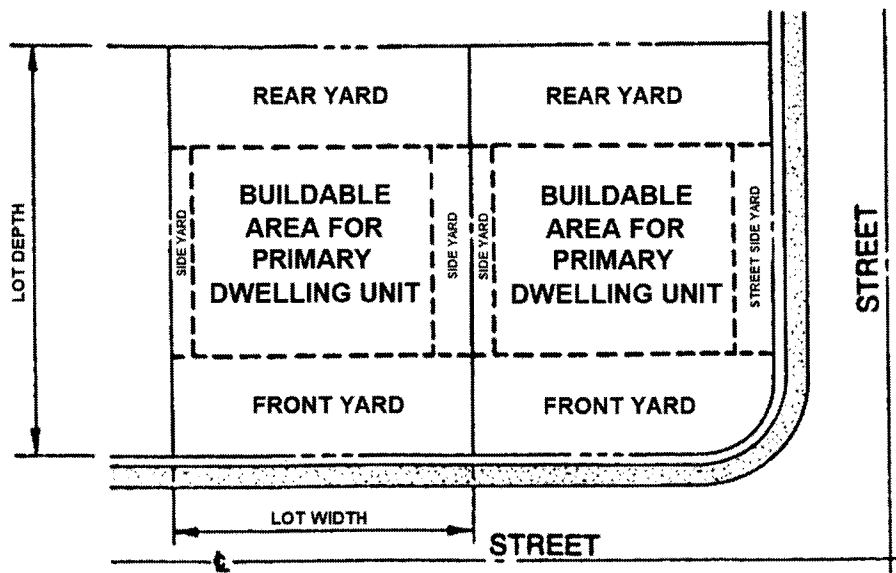 REAR YARD
REAR YARD
LOT DEPTH
SIDE YARD
BUILDABLE
AREA FOR
PRIMARY
DWELLING UNIT
SIDE YARD
SIDE YARD
BUILDABLE
AREA FOR
PRIMARY
DWELLING UNIT
STREET SIDE YARD
STREET
FRONT YARD
FRONT YARD
LOT WIDTH
STREET
℄